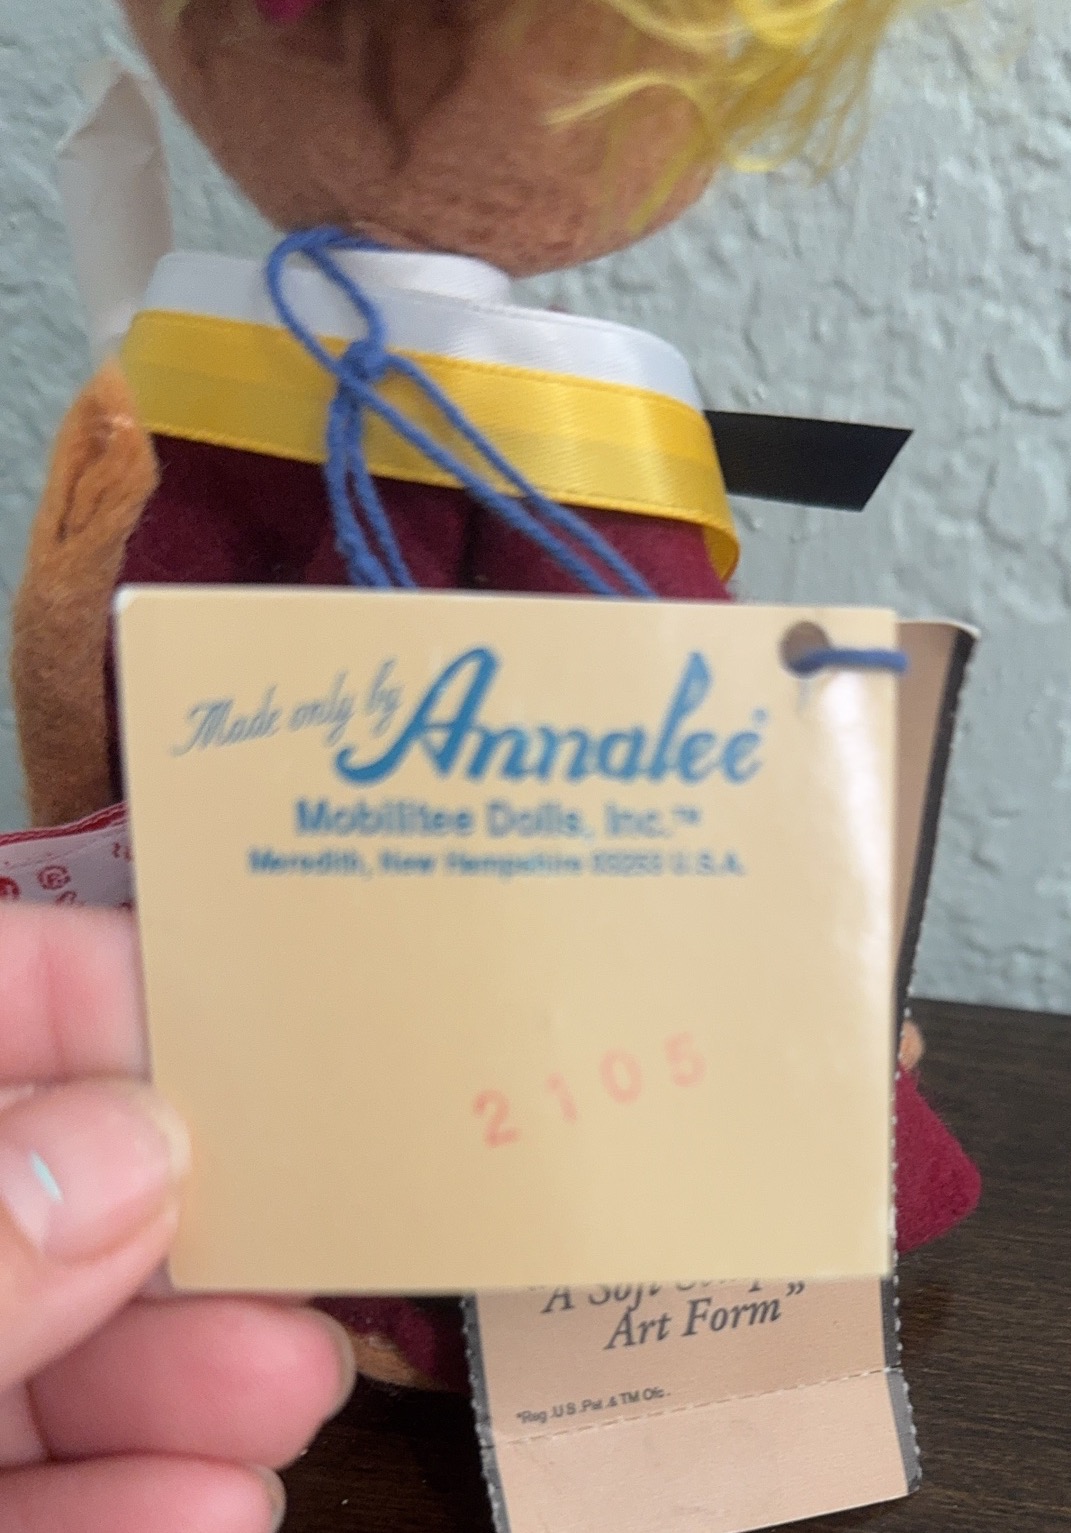 Made only by Annalee
Mobilitee Dolls, Inc.™
Meredith, New Hampshire 03253 U.S.A.
2105
"A Soft
Art Form"
*Reg .U S .Pat .& TM Ofc.